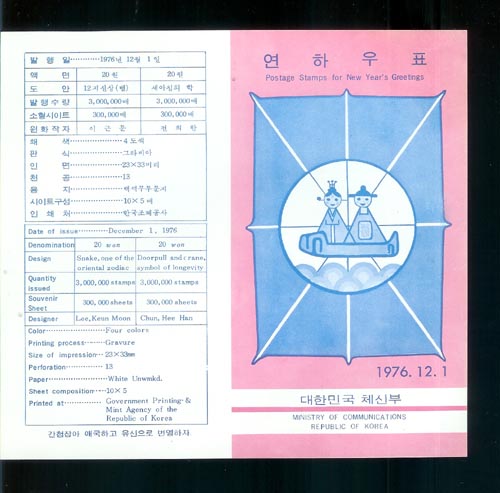 발 행 일 ············ 1976년 12월 1 일
액 면 20원 20원
도 안 12지신상(뱀)
발행수량 3,000,000매 3,000,000매
소형시이트 300,000매 300,000매
원화작자 이 근 문 전 희 한
색 ···················· 4 도색
판 식 ···················· 그라비아
인 면 ···················· 23×33미리
천 공 ···················· 13
용 지
시이트구성 ·············· 10×5 매
인 쇄 처 ·············· 한국조폐공사
Date of issue ············ December 1, 1976
Denomination 20 won 20 won
Design Snake, one of the oriental zodiac Doorpull and crane, symbol of longevity
Quantity issued 3,000,000 stamps 3,000,000 stamps
Souvenir Sheet 300,000 sheets 300,000 sheets
Designer Lee, Keun Moon Chun, Hee Han
Color ···················· Four colors
Printing process ······ Gravure
Size of impression ··· 23×33mm
Perforation ············· 13
Paper ···················· White Unwmkd.
Sheet composition ···· 10×5
Printed at ············ Government Printing &
Mint Agency of the
Republic of Korea
간첩잡아 애국하고 유신으로 번영하자.
연 하 우 표
Postage Stamps for New Year's Greetings
1976. 12. 1
대한민국 체신부
MINISTRY OF COMMUNICATIONS
REPUBLIC OF KOREA